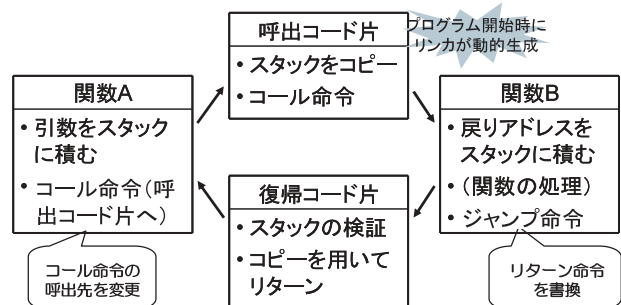 呼出コード片
• スタックをコピー
• コール命令
プログラム開始時に
リンカが動的生成
関数A
• 引数をスタック
に積む
• コール命令(呼
出コード片へ)
コール命令の
呼出先を変更
関数B
• 戻りアドレスを
スタックに積む
• (関数の処理)
• ジャンプ命令
リターン命令
を書換
復帰コード片
• スタックの検証
• コピーを用いて
リターン